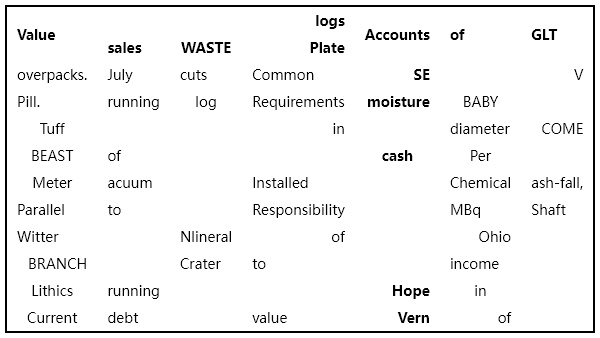 Value sales WASTE logs Plate Accounts of GLT
overpacks. July cuts Common SE V
Pill. running log Requirements moisture BABY
Tuff in diameter COME
BEAST of cash Per
Meter acuum Installed Chemical ash-fall,
Parallel to Responsibility MBq Shaft
Witter Nlineral of Ohio
BRANCH Crater to income
Lithics running Hope in
Current debt value Vern of